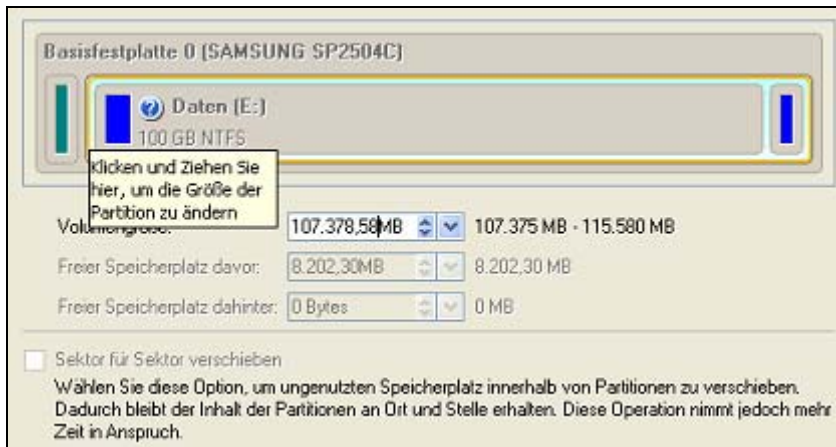 Basisfestplatte 0 (SAMSUNG SP2504C)
Daten (E:)
100 GB NTFS
Klicken und Ziehen Sie
hier, um die Größe der
Partition zu ändern
107.378,58MB 107.375 MB - 115.580 MB
Freier Speicherplatz davor: 8.202,30MB 8.202,30 MB
Freier Speicherplatz dahinter: 0 Bytes 0 MB
Sektor für Sektor verschieben
Wählen Sie diese Option, um ungenutzten Speicherplatz innerhalb von Partitionen zu verschieben.
Dadurch bleibt der Inhalt der Partitionen an Ort und Stelle erhalten. Diese Operation nimmt jedoch mehr
Zeit in Anspruch.